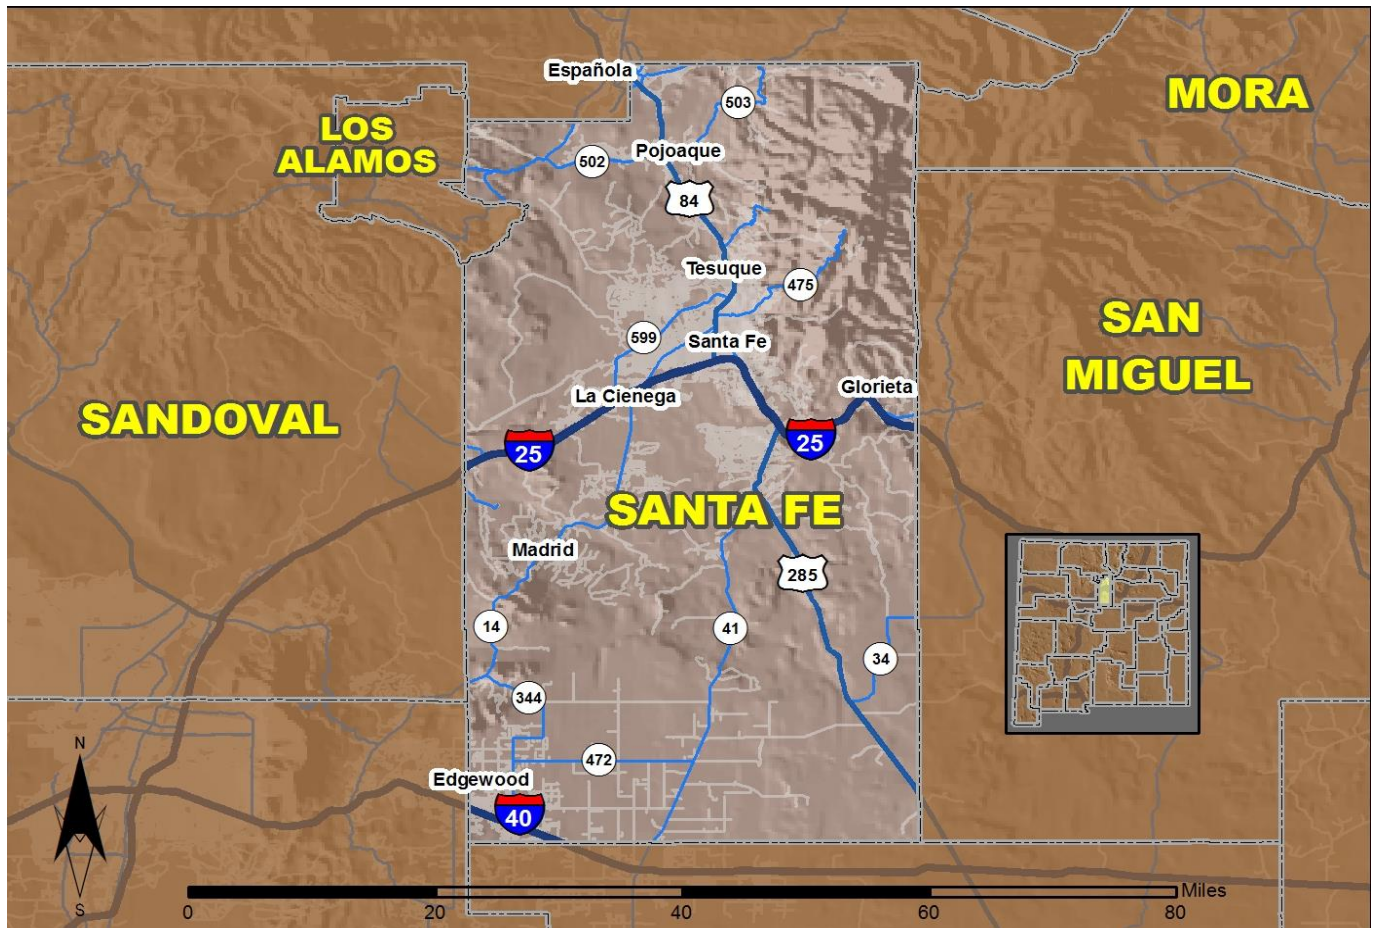 Española
503
MORA
LOS
ALAMOS
502
Pojoaque
84
Tesuque
475
SAN
MIGUEL
599
Santa Fe
Glorieta
La Cienega
SANDOVAL
25
25
SANTA FE
Madrid
285
14
41
34
344
N
472
Edgewood
40
S
Miles
0
20
40
60
80